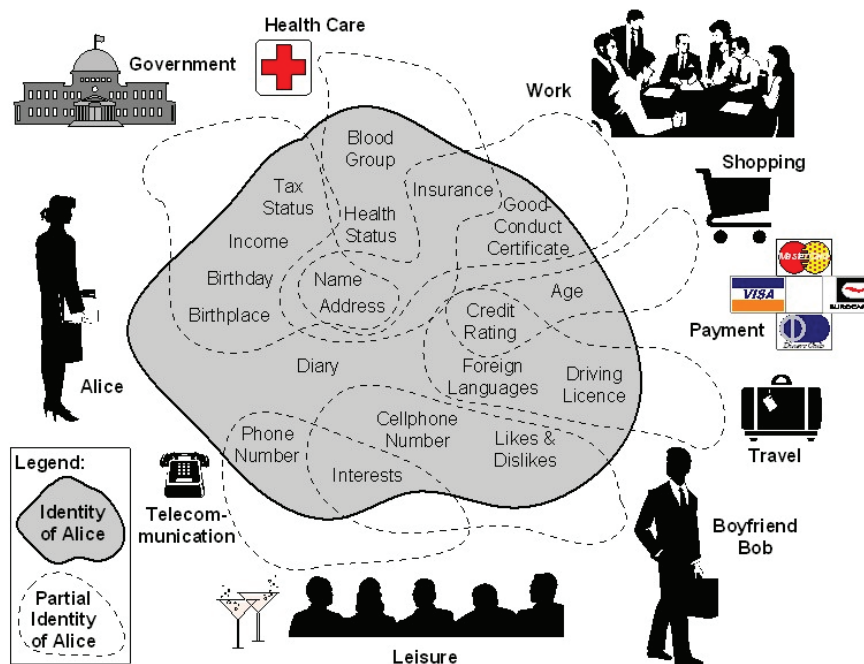 Health Care
Government
Work
Blood
Group
Shopping
Tax
Status
Insurance
Health
Status
Good-
Conduct
Certificate
Income
Birthday
Name
Address
Age
Birthplace
Credit
Rating
VISA
Payment
Diary
Foreign
Languages
Driving
Licence
Alice
Cellphone
Number
Phone
Number
Likes &
Dislikes
Travel
Interests
Legend:
Identity
of Alice
Telecom-
munication
Boyfriend
Bob
Partial
Identity
of Alice
Leisure